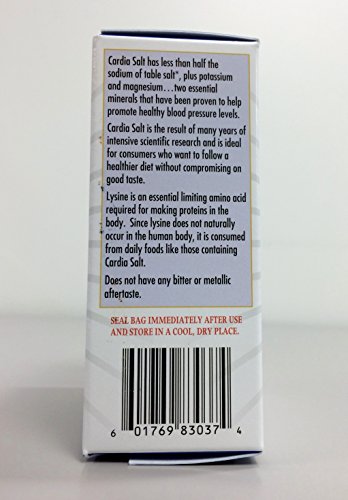 Cardia Salt has less than half the
sodium of table salt*, plus potassium
and magnesium...two essential
minerals that have been proven to help
promote healthy blood pressure levels.
Cardia Salt is the result of many years of
intensive scientific research and is ideal
for consumers who want to follow a
healthier diet without compromising on
good taste.
Lysine is an essential limiting amino acid
required for making proteins in the
body. Since lysine does not naturally
occur in the human body, it is consumed
from daily foods like those containing
Cardia Salt.
Does not have any bitter or metallic
aftertaste.
SEAL BAG IMMEDIATELY AFTER USE
AND STORE IN A COOL, DRY PLACE.
6 01769 83037 4